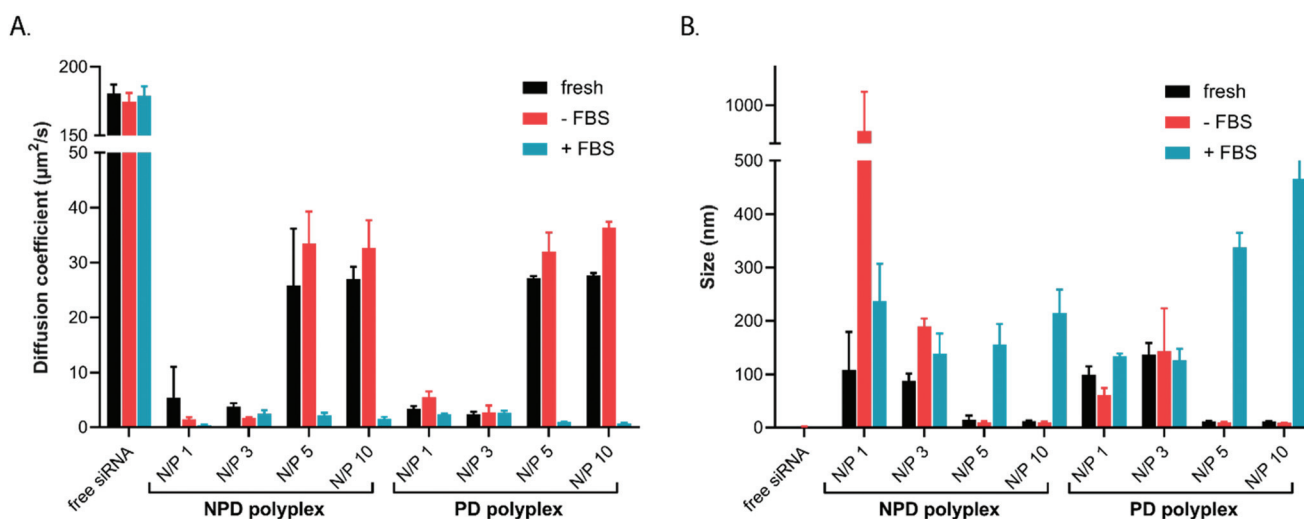 A.
Diffusion coefficient (μm²/s)
200
150
50
40
30
20
10
0
fresh
- FBS
+ FBS
free siRNA
N/P 1
N/P 3
N/P 5
N/P 10
N/P 1
N/P 3
N/P 5
N/P 10
NPD polyplex
PD polyplex
B.
Size (nm)
1000
500
400
300
200
100
0
fresh
- FBS
+ FBS
free siRNA
N/P 1
N/P 3
N/P 5
N/P 10
N/P 1
N/P 3
N/P 5
N/P 10
NPD polyplex
PD polyplex